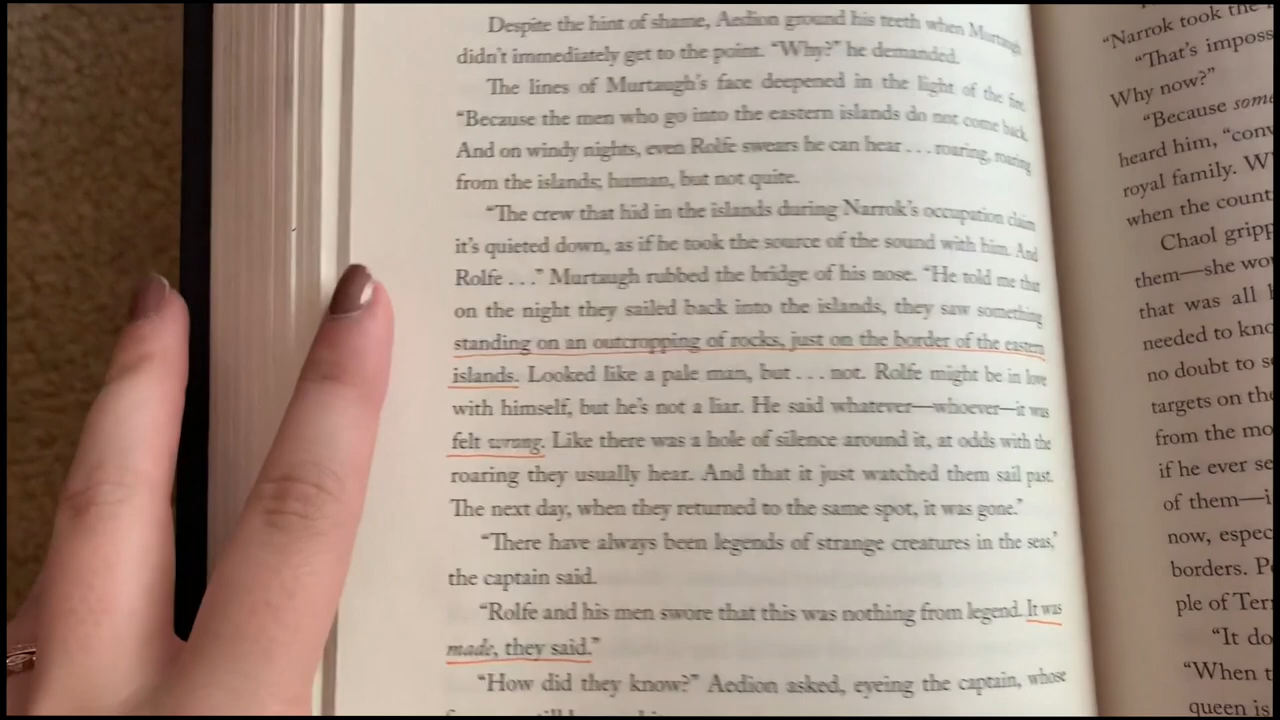 Despite the hint of shame, Aedion ground his teeth when Murtaugh
didn't immediately get to the point. "Why?" he demanded.
The lines of Murtaugh's face deepened in the light of the fire.
"Because the men who go into the eastern islands do not come back.
And on windy nights, even Rolfe swears he can hear . . . roaring, roaring
from the islands; human, but not quite.
"The crew that hid in the islands during Narrok's occupation claim
it's quieted down, as if he took the source of the sound with him. And
Rolfe . . ." Murtaugh rubbed the bridge of his nose. "He told me that
on the night they sailed back into the islands, they saw something
standing on an outcropping of rocks, just on the border of the eastern
islands. Looked like a pale man, but . . . not. Rolfe might be in love
with himself, but he's not a liar. He said whatever—whoever—it was
felt wrong. Like there was a hole of silence around it, at odds with the
roaring they usually hear. And that it just watched them sail past.
The next day, when they returned to the same spot, it was gone."
"There have always been legends of strange creatures in the seas,"
the captain said.
"Rolfe and his men swore that this was nothing from legend. It was
made, they said."
"How did they know?" Aedion asked, eyeing the captain, whose
"Narrok took the
"That's imposs
Why now?"
"Because some
heard him, "conv
royal family. W
when the count
Chaol gripp
them—she wo
that was all
needed to kno
no doubt to s
targets on the
from the mo
if he ever se
of them—i
now, espec
borders. P
ple of Terr
"It do
"When t
queen is